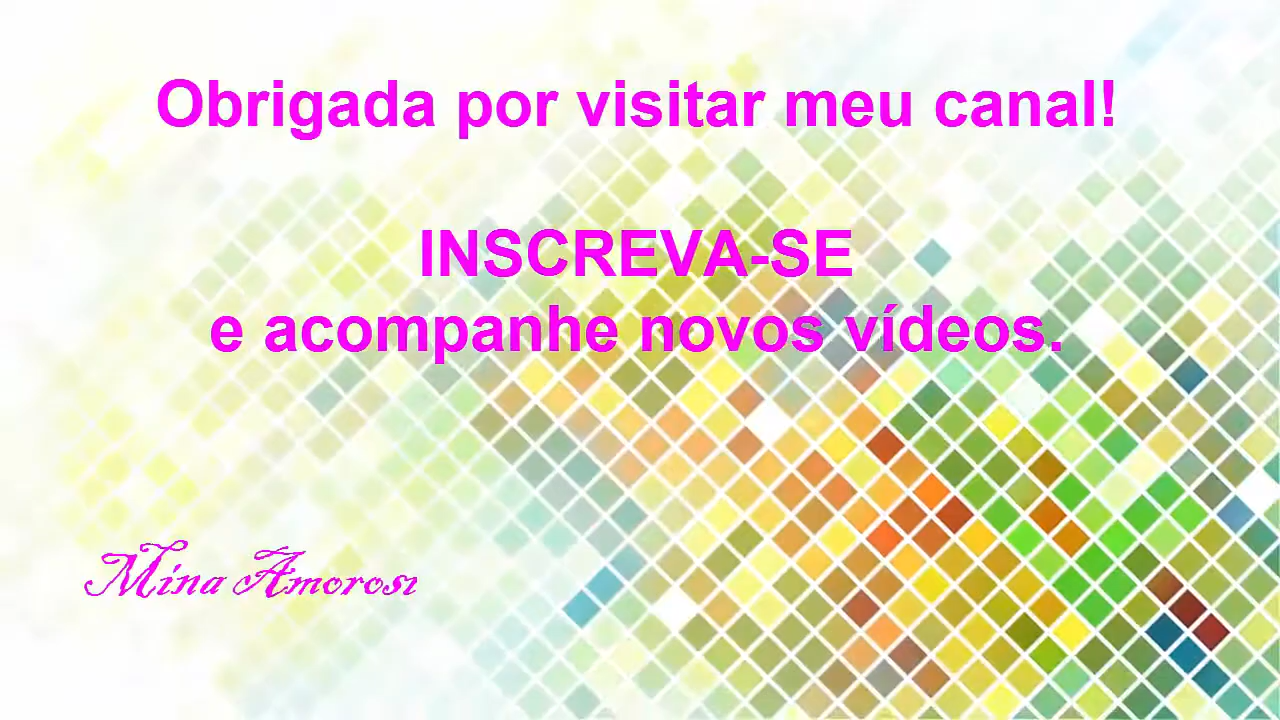 Obrigada por visitar meu canal!
INSCREVA-SE
e acompanhe novos vídeos.
Mina Amorosi